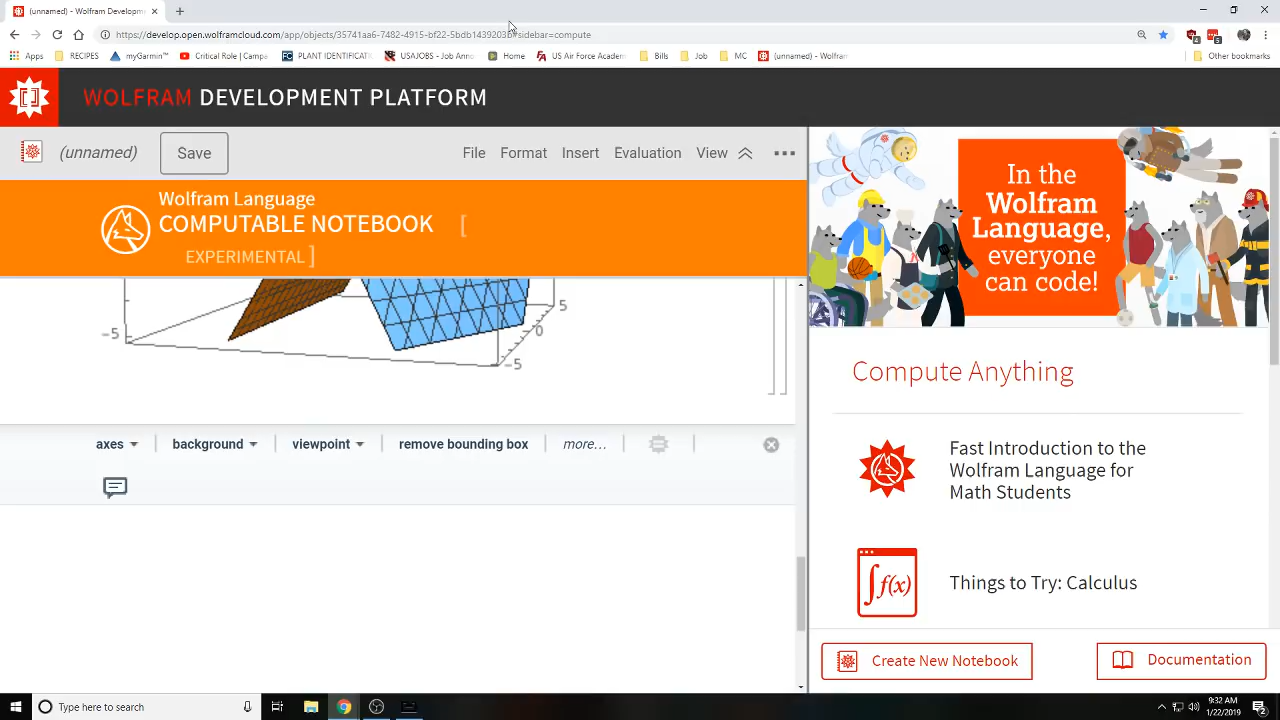 (unnamed) - Wolfram Developm
https://develop.open.wolframcloud.com/app/objects/35741aa6-7482-4915-bf22-5bdb1439203
sidebar=compute
Apps
RECIPES
myGarmin™
Critical Role | Campa
PLANT IDENTIFICAT
USAJOBS - Job Anno
Home
US Air Force Academ
Bills
Job
MC
(unnamed) - Wolfram
Other bookmarks
WOLFRAM DEVELOPMENT PLATFORM
(unnamed)
Save
File
Format
Insert
Evaluation
View
Wolfram Language
COMPUTABLE NOTEBOOK [
EXPERIMENTAL ]
-5
5
0
-5
axes
background
viewpoint
remove bounding box
more...
In the
Wolfram
Language,
everyone
can code!
Compute Anything
Fast Introduction to the
Wolfram Language for
Math Students
∫f(x)
Things to Try: Calculus
Create New Notebook
Documentation
Type here to search
9:32 AM
1/22/2019
2